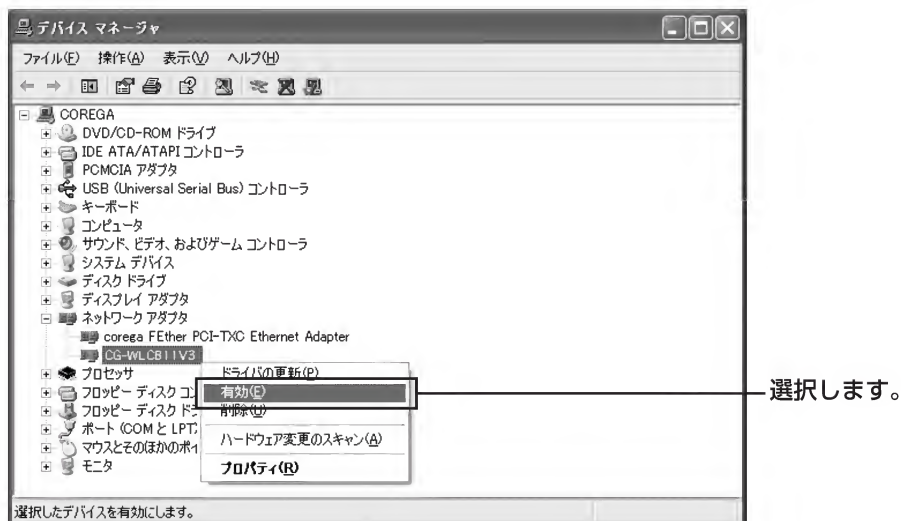 デバイス マネージャ
ファイル(F) 操作(A) 表示(V) ヘルプ(H)
COREGA
DVD/CD-ROM ドライブ
IDE ATA/ATAPI コントローラ
PCMCIA アダプタ
USB (Universal Serial Bus) コントローラ
キーボード
コンピュータ
サウンド、ビデオ、およびゲーム コントローラ
システム デバイス
ディスク ドライブ
ディスプレイ アダプタ
ネットワーク アダプタ
corega FEther PCI-TXC Ethernet Adapter
CG-WLCB11V3
プロセッサ
フロッピー ディスク コン
フロッピー ディスク ドラ
ポート (COM と LPT)
マウスとそのほかのポイ
モニタ
ドライバの更新(P)
有効(E)
削除(U)
ハードウェア変更のスキャン(A)
プロパティ(R)
選択します。
選択したデバイスを有効にします。